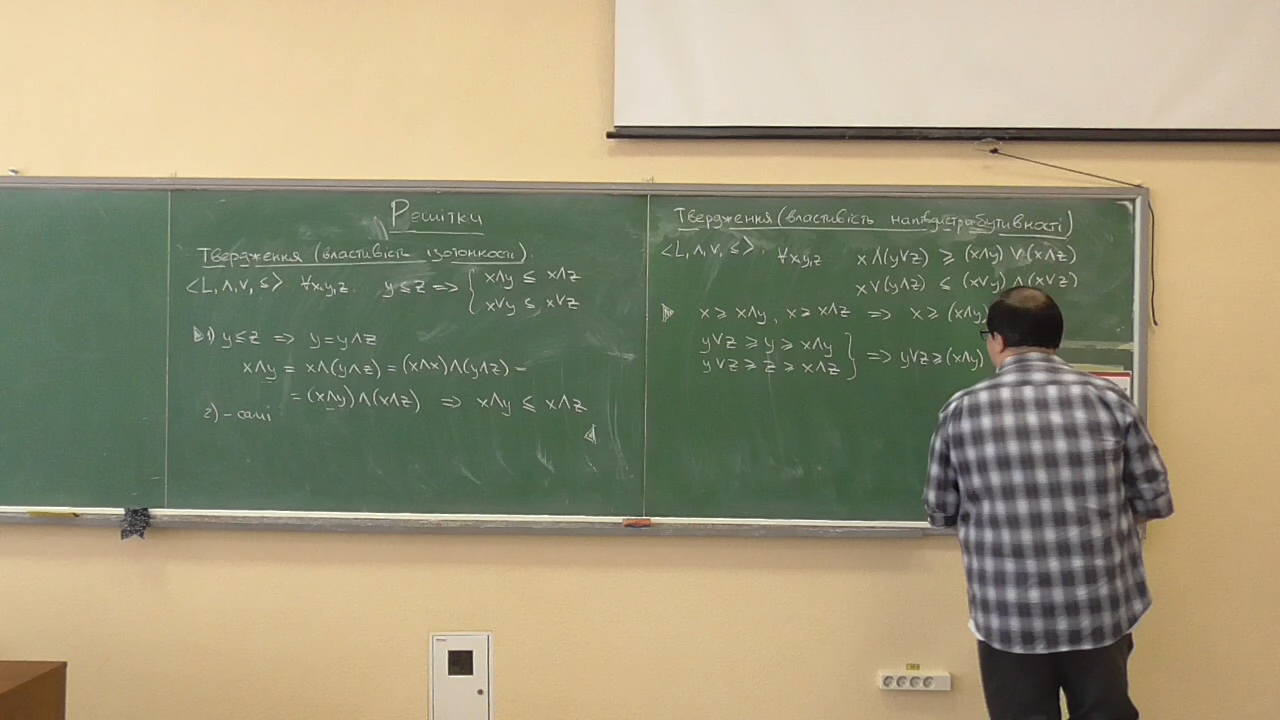 Решітки
Твердження (властивість ізотонності).
<L, ∧, ∨, ≤> ∀x,y,z. y ≤ z => { x∧y ≤ x∧z
x∨y ≤ x∨z
▷ 1) y ≤ z => y = y∧z
x∧y = x∧(y∧z) = (x∧x)∧(y∧z) =
= (x∧y)∧(x∧z) => x∧y ≤ x∧z
2) – самі
◁
Твердження (властивість напівдистрибутивності)
<L, ∧, ∨, ≤>. ∀x,y,z x∧(y∨z) ≥ (x∧y)∨(x∧z)
x∨(y∧z) ≤ (x∨y)∧(x∨z)
▷ x ≥ x∧y, x ≥ x∧z => x ≥ (x∧y)
y∨z ≥ y ≥ x∧y
y∨z ≥ z ≥ x∧z } => y∨z ≥ (x∧y)